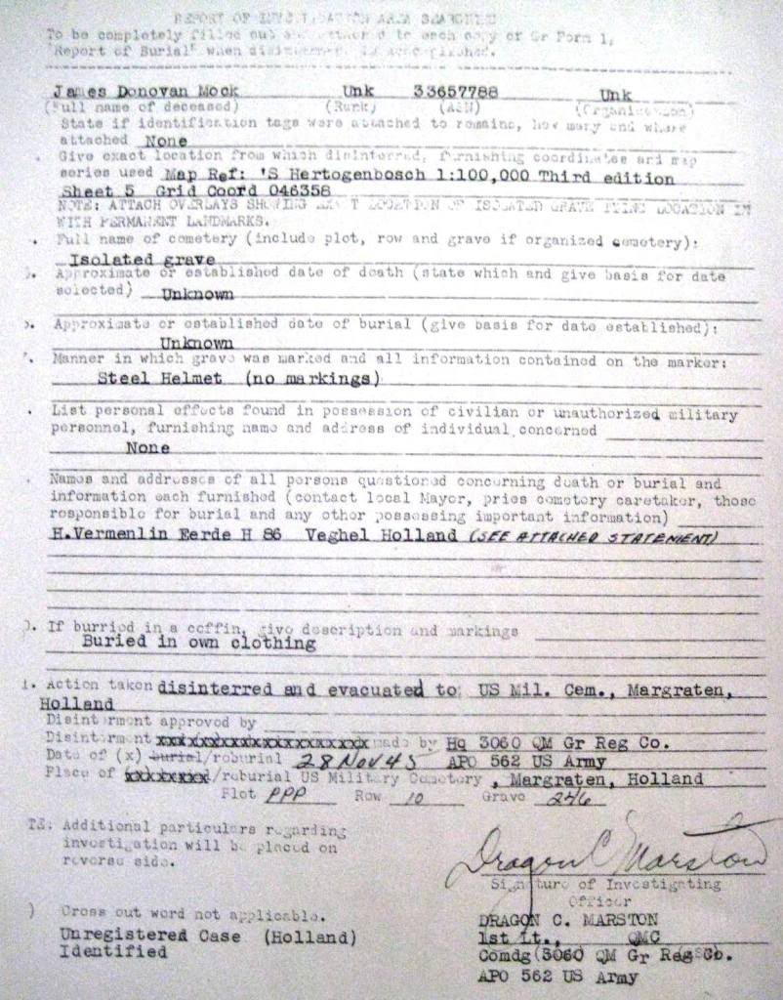 REPORT OF INVESTIGATION AREA SEARCHED
To be completely filled out and attached to each copy of Gr Form 1,
"Report of Burial" when disinterment is accomplished.
James Donovan Mock Unk 33657788 Unk
(Full name of deceased) (Rank) (ASN) (Organization)
State if identification tags were attached to remains, how many and where
attached None
Give exact location from which disinterred, furnishing coordinates and map
series used Map Ref: 'S Hertogenbosch 1:100,000 Third edition
Sheet 5 Grid Coord 046358
NOTE: ATTACH OVERLAYS SHOWING EXACT LOCATION OF ISOLATED GRAVE TYING LOCATION IN
WITH PERMANENT LANDMARKS.
Full name of cemetery (include plot, row and grave if organized cemetery):
Isolated grave
Approximate or established date of death (state which and give basis for date
selected) Unknown
Approximate or established date of burial (give basis for date established):
Unknown
Manner in which grave was marked and all information contained on the marker:
Steel Helmet (no markings)
List personal effects found in possession of civilian or unauthorized military
personnel, furnishing name and address of individual concerned
None
Names and addresses of all persons questioned concerning death or burial and
information each furnished (contact local Mayor, pries cemetery caretaker, those
responsible for burial and any other possessing important information)
H.Vermenlin Eerde H 86 Veghel Holland (SEE ATTACHED STATEMENT)
). If burried in a coffin, give description and markings
Buried in own clothing
1. Action taken disinterred and evacuated to: US Mil. Cem., Margraten,
Holland
Disinterment approved by
Disinterment xxxxxxxxxxxxxxxxxxxx made by Hq 3060 QM Gr Reg Co.
Date of (x) burial/reburial 28 Nov 45 APO 562 US Army
Place of xxxxxxxx/reburial US Military Cemetery, Margraten, Holland
Plot PPP Row 10 Grave 246
TE: Additional particulars regarding
investigation will be placed on
reverse side.
Dragon C Marston
Signature of Investigating
Officer
) Cross out word not applicable.
DRAGON C. MARSTON
Unregistered Case (Holland)
1st Lt., QMC
Identified
Comdg (3060 QM Gr Reg Co.
APO 562 US Army